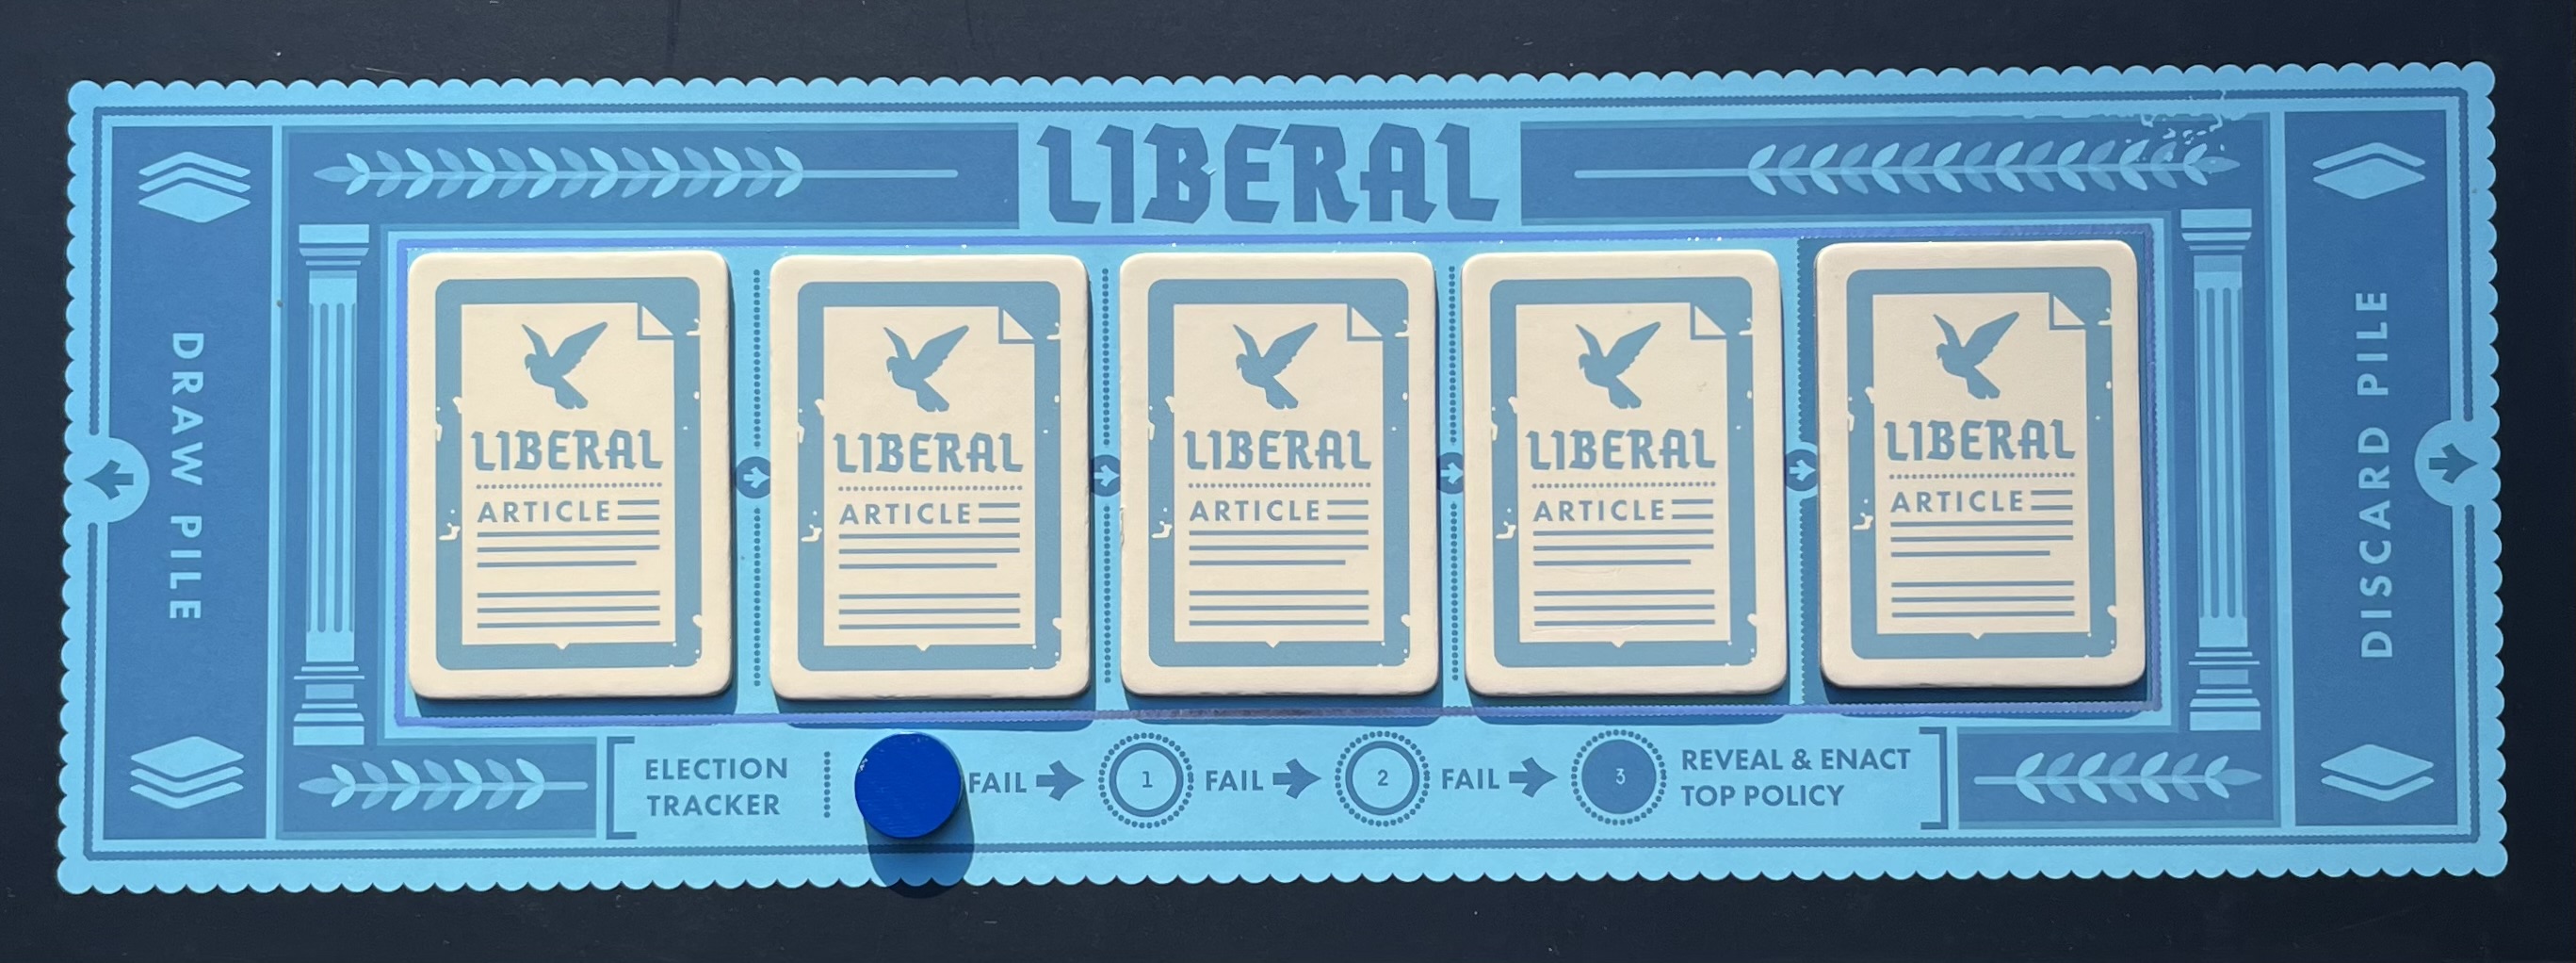 LIBERAL
DRAW PILE
LIBERAL
ARTICLE
LIBERAL
ARTICLE
LIBERAL
ARTICLE
LIBERAL
ARTICLE
LIBERAL
ARTICLE
DISCARD PILE
ELECTION
TRACKER
FAIL
1
FAIL
2
FAIL
3
REVEAL & ENACT
TOP POLICY